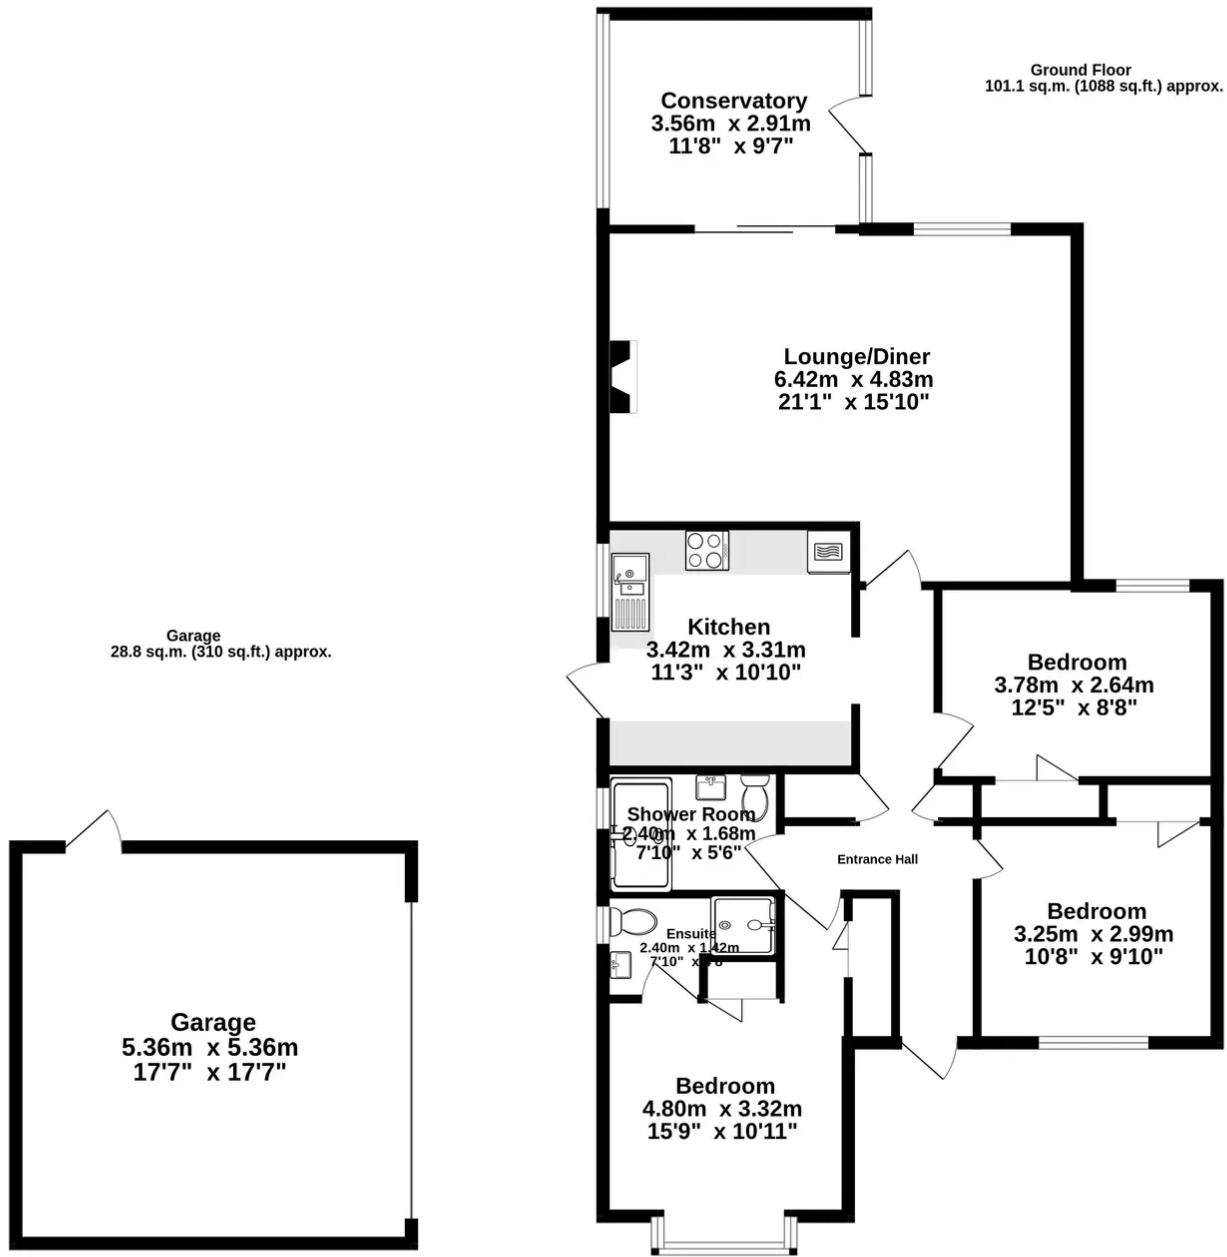 Ground Floor
101.1 sq.m. (1088 sq.ft.) approx.
Conservatory
3.56m x 2.91m
11'8" x 9'7"
Lounge/Diner
6.42m x 4.83m
21'1" x 15'10"
Kitchen
3.42m x 3.31m
11'3" x 10'10"
Garage
28.8 sq.m. (310 sq.ft.) approx.
Bedroom
3.78m x 2.64m
12'5" x 8'8"
Shower Room
2.40m x 1.68m
7'10" x 5'6"
Entrance Hall
Bedroom
3.25m x 2.99m
10'8" x 9'10"
Ensuite
2.40m x 1.42m
7'10" x 4'8"
Garage
5.36m x 5.36m
17'7" x 17'7"
Bedroom
4.80m x 3.32m
15'9" x 10'11"